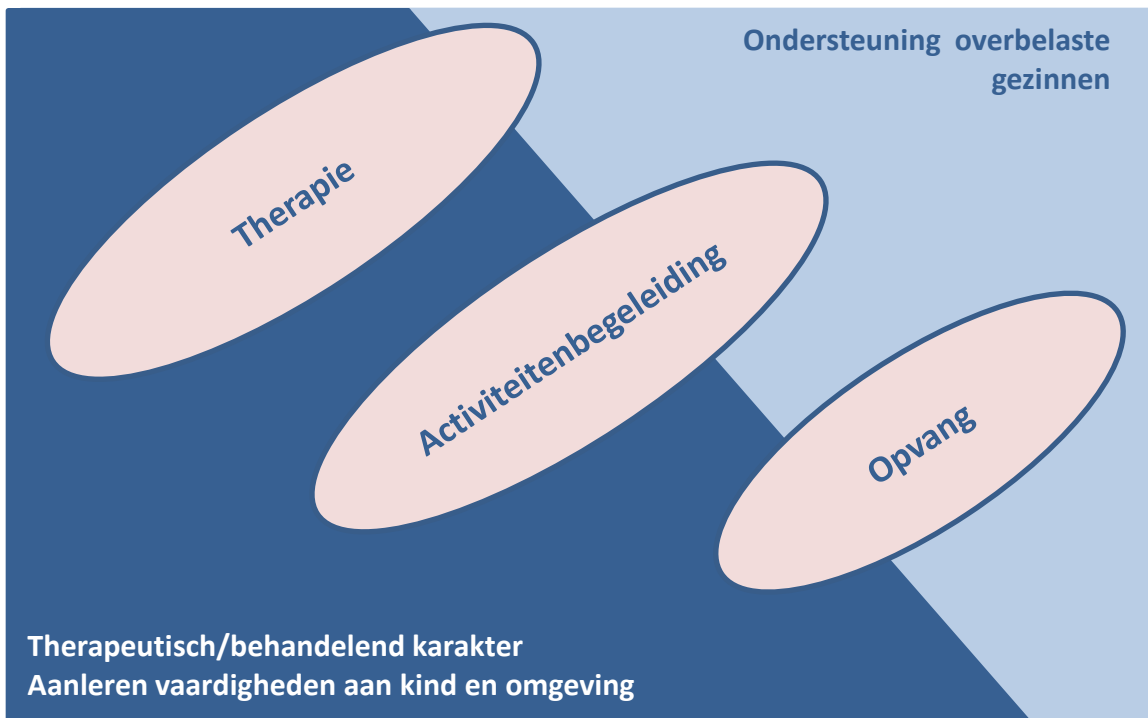 Ondersteuning overbelaste
gezinnen
Therapie
Activiteitenbegeleiding
Opvang
Therapeutisch/behandelend karakter
Aanleren vaardigheden aan kind en omgeving